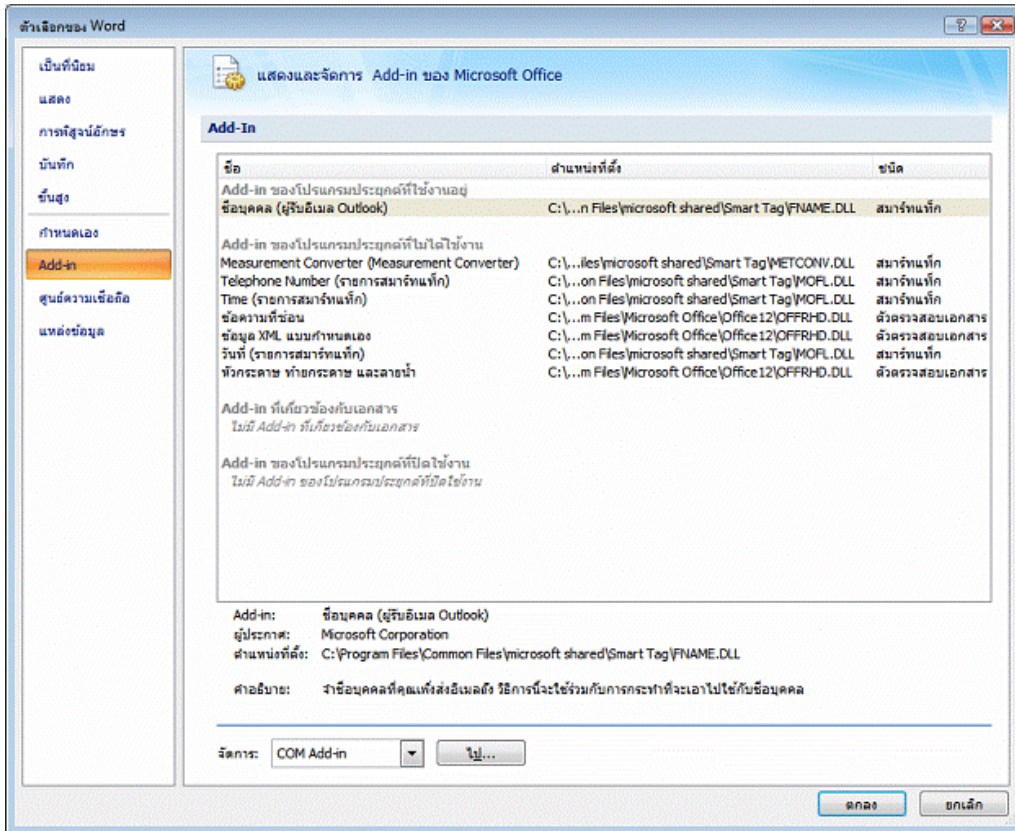 ตัวเลือกของ Word
เป็นที่นิยม
แสดง
การพิสูจน์อักษร
บันทึก
ขั้นสูง
กำหนดเอง
Add-in
ศูนย์ความเชื่อถือ
แหล่งข้อมูล
แสดงและจัดการ Add-in ของ Microsoft Office
Add-In
ชื่อ ตำแหน่งที่ตั้ง ชนิด
Add-in ของโปรแกรมประยุกต์ที่ใช้งานอยู่
ชื่อบุคคล (ผู้รับอีเมล Outlook) C:\...n Files\microsoft shared\Smart Tag\FNAME.DLL สมาร์ทแท็ก
Add-in ของโปรแกรมประยุกต์ที่ไม่ได้ใช้งาน
Measurement Converter (Measurement Converter) C:\...iles\microsoft shared\Smart Tag\METCONV.DLL สมาร์ทแท็ก
Telephone Number (รายการสมาร์ทแท็ก) C:\...on Files\microsoft shared\Smart Tag\MOFL.DLL สมาร์ทแท็ก
Time (รายการสมาร์ทแท็ก) C:\...on Files\microsoft shared\Smart Tag\MOFL.DLL สมาร์ทแท็ก
ข้อความที่ซ่อน C:\...m Files\Microsoft Office\Office12\OFFRHD.DLL ตัวตรวจสอบเอกสาร
ข้อมูล XML แบบกำหนดเอง C:\...m Files\Microsoft Office\Office12\OFFRHD.DLL ตัวตรวจสอบเอกสาร
วันที่ (รายการสมาร์ทแท็ก) C:\...on Files\microsoft shared\Smart Tag\MOFL.DLL สมาร์ทแท็ก
หัวกระดาษ ท้ายกระดาษ และลายน้ำ C:\...m Files\Microsoft Office\Office12\OFFRHD.DLL ตัวตรวจสอบเอกสาร
Add-in ที่เกี่ยวข้องกับเอกสาร
ไม่มี Add-in ที่เกี่ยวข้องกับเอกสาร
Add-in ของโปรแกรมประยุกต์ที่ปิดใช้งาน
ไม่มี Add-in ของโปรแกรมประยุกต์ที่ปิดใช้งาน
Add-in: ชื่อบุคคล (ผู้รับอีเมล Outlook)
ผู้ประกาศ: Microsoft Corporation
ตำแหน่งที่ตั้ง: C:\Program Files\Common Files\microsoft shared\Smart Tag\FNAME.DLL
คำอธิบาย: จำชื่อบุคคลที่คุณเพิ่งส่งอีเมลถึง วิธีการนี้จะใช้ร่วมกับการกระทำที่จะเอาไปใช้กับชื่อบุคคล
จัดการ: COM Add-in ไป...
ตกลง ยกเลิก